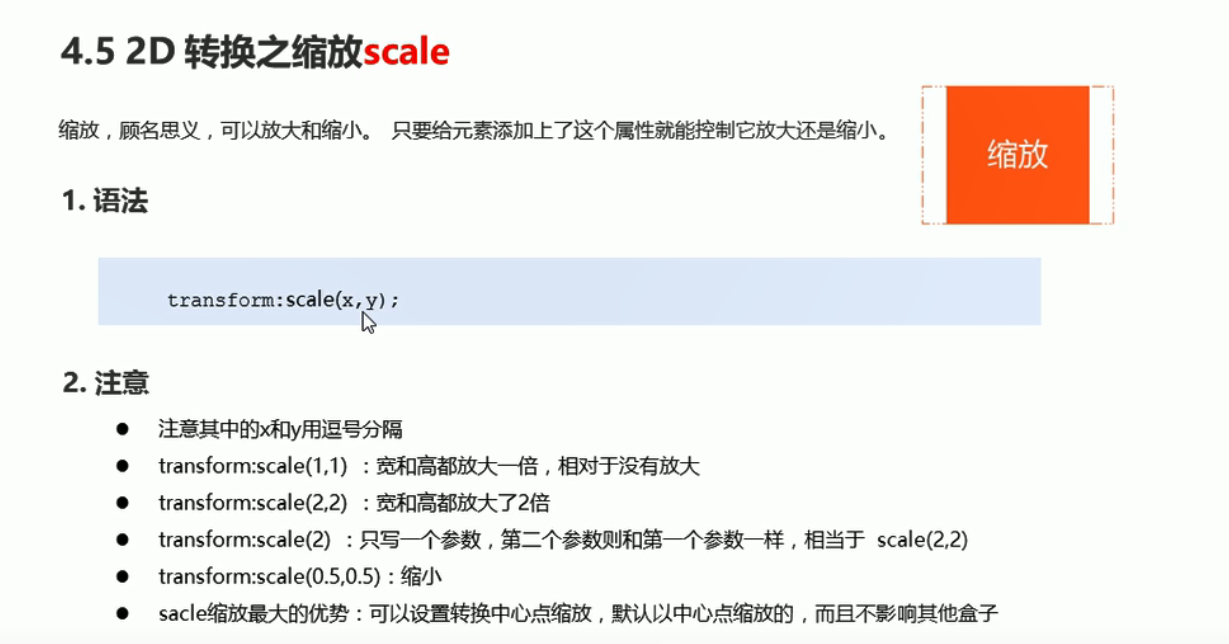 4.5 2D 转换之缩放scale
缩放，顾名思义，可以放大和缩小。 只要给元素添加上了这个属性就能控制它放大还是缩小。
缩放
1. 语法
transform:scale(x,y);
2. 注意
● 注意其中的x和y用逗号分隔
● transform:scale(1,1) ：宽和高都放大一倍，相对于没有放大
● transform:scale(2,2) ：宽和高都放大了2倍
● transform:scale(2) ：只写一个参数，第二个参数则和第一个参数一样，相当于 scale(2,2)
● transform:scale(0.5,0.5)：缩小
● sacle缩放最大的优势：可以设置转换中心点缩放，默认以中心点缩放的，而且不影响其他盒子